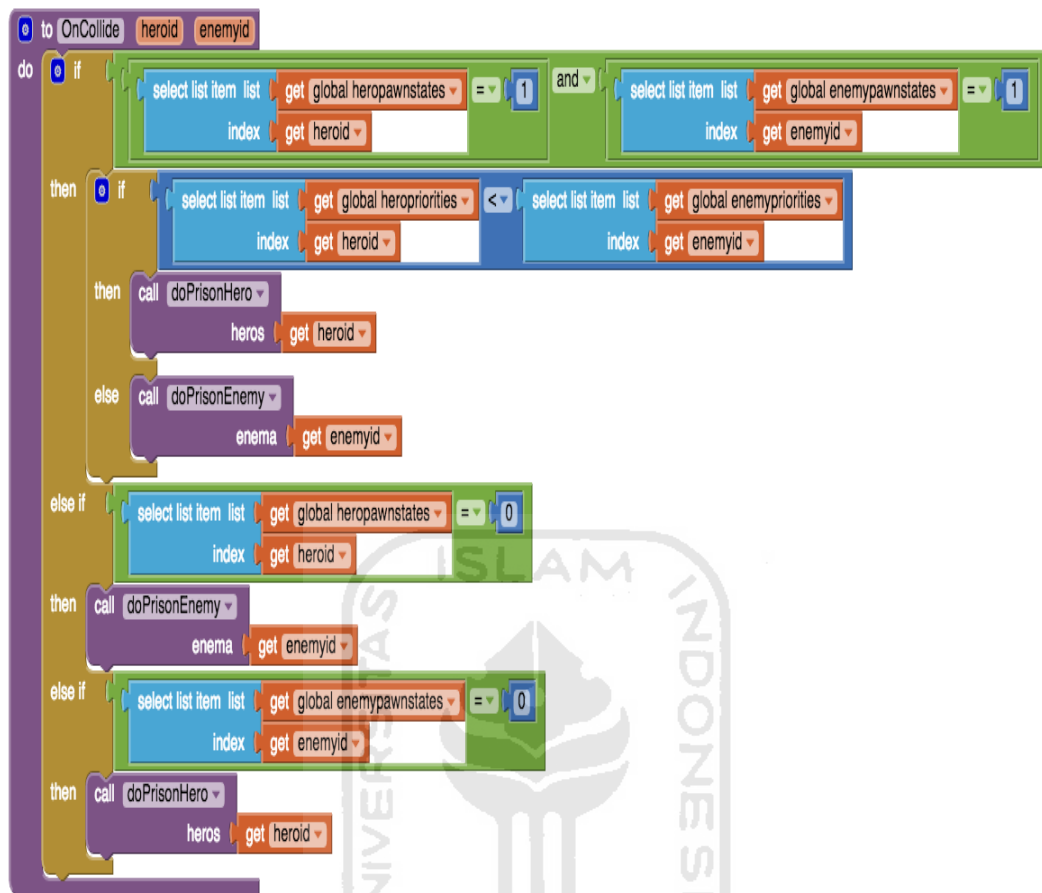 to OnCollide heroid enemyid
do if select list item list get global heropawnstates = 1 and select list item list get global enemypawnstates = 1
index get heroid index get enemyid
then if select list item list get global heropriorities < select list item list get global enemypriorities
index get heroid index get enemyid
then call doPrisonHero
heros get heroid
else call doPrisonEnemy
enema get enemyid
else if select list item list get global heropawnstates = 0
index get heroid
then call doPrisonEnemy
enema get enemyid
else if select list item list get global enemypawnstates = 0
index get enemyid
then call doPrisonHero
heros get heroid
ISLAM
UNIVERSITAS